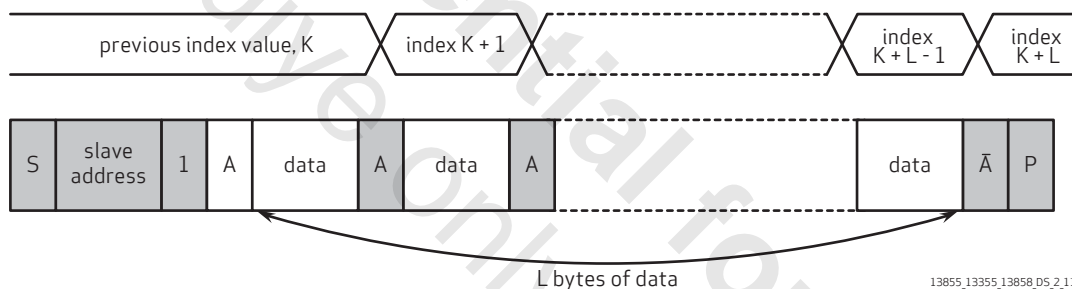 previous index value, K
index K + 1
index
K + L - 1
index
K + L
S
slave
address
1
A
data
A
data
A
data
Ā
P
L bytes of data